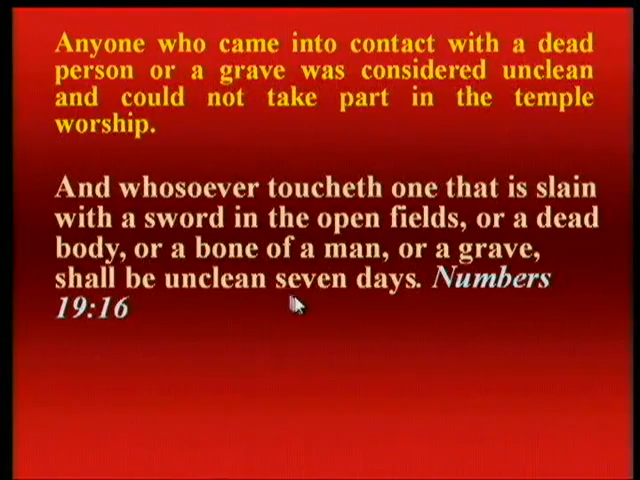 Anyone who came into contact with a dead
person or a grave was considered unclean
and could not take part in the temple
worship.
And whosoever toucheth one that is slain
with a sword in the open fields, or a dead
body, or a bone of a man, or a grave,
shall be unclean seven days. Numbers
19:16